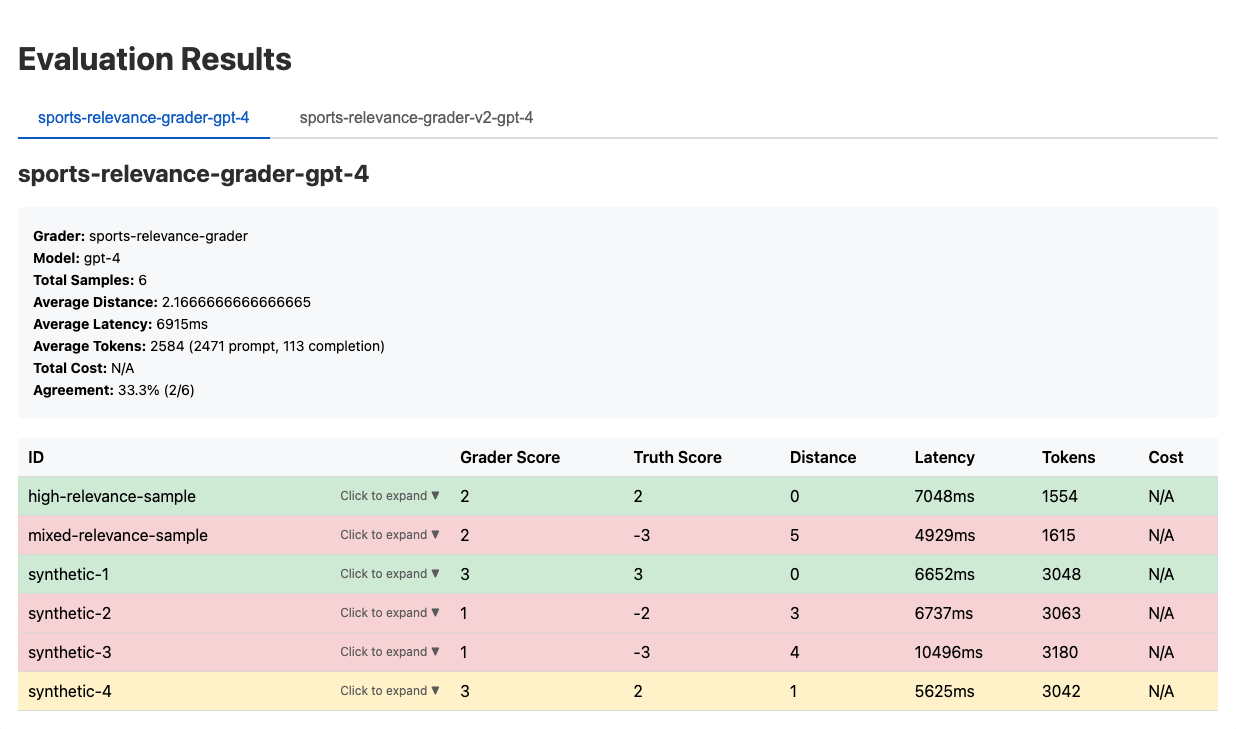 Evaluation Results
sports-relevance-grader-gpt-4 sports-relevance-grader-v2-gpt-4
sports-relevance-grader-gpt-4
Grader: sports-relevance-grader
Model: gpt-4
Total Samples: 6
Average Distance: 2.1666666666666665
Average Latency: 6915ms
Average Tokens: 2584 (2471 prompt, 113 completion)
Total Cost: N/A
Agreement: 33.3% (2/6)
ID Grader Score Truth Score Distance Latency Tokens Cost
high-relevance-sample Click to expand ▼ 2 2 0 7048ms 1554 N/A
mixed-relevance-sample Click to expand ▼ 2 -3 5 4929ms 1615 N/A
synthetic-1 Click to expand ▼ 3 3 0 6652ms 3048 N/A
synthetic-2 Click to expand ▼ 1 -2 3 6737ms 3063 N/A
synthetic-3 Click to expand ▼ 1 -3 4 10496ms 3180 N/A
synthetic-4 Click to expand ▼ 3 2 1 5625ms 3042 N/A